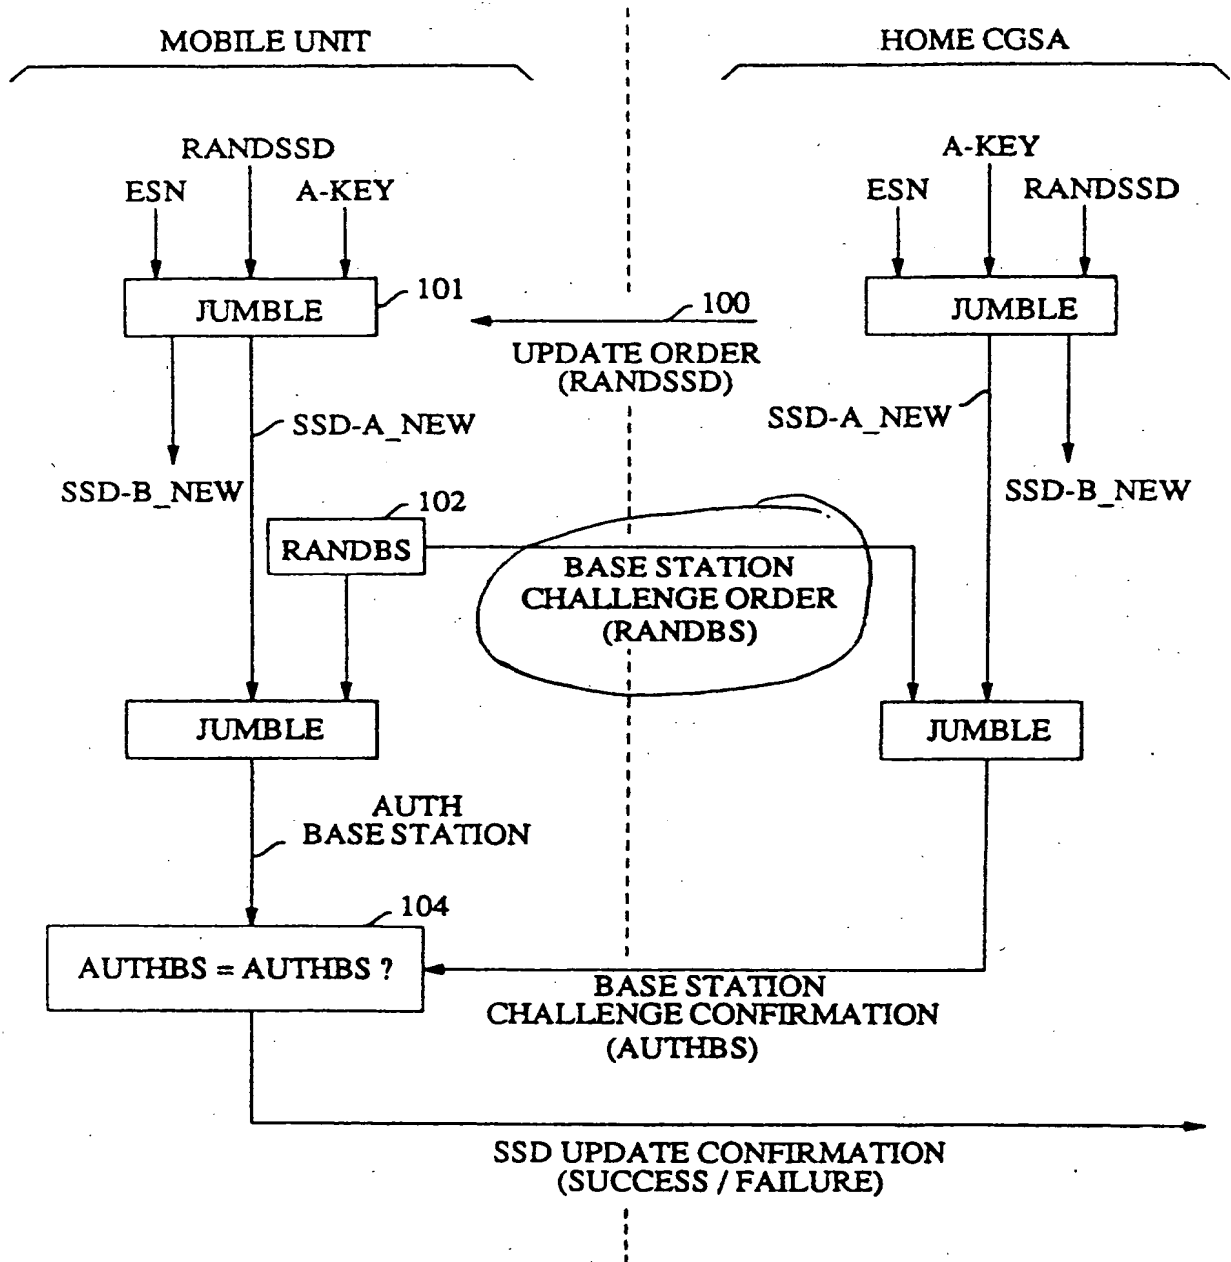 MOBILE UNIT
HOME CGSA
RANDSSD
ESN
A-KEY
A-KEY
ESN
RANDSSD
JUMBLE
101
100
JUMBLE
UPDATE ORDER
(RANDSSD)
SSD-A_NEW
SSD-A_NEW
SSD-B_NEW
SSD-B_NEW
102
RANDBS
BASE STATION
CHALLENGE ORDER
(RANDBS)
JUMBLE
JUMBLE
AUTH
BASE STATION
104
AUTHBS = AUTHBS ?
BASE STATION
CHALLENGE CONFIRMATION
(AUTHBS)
SSD UPDATE CONFIRMATION
(SUCCESS / FAILURE)